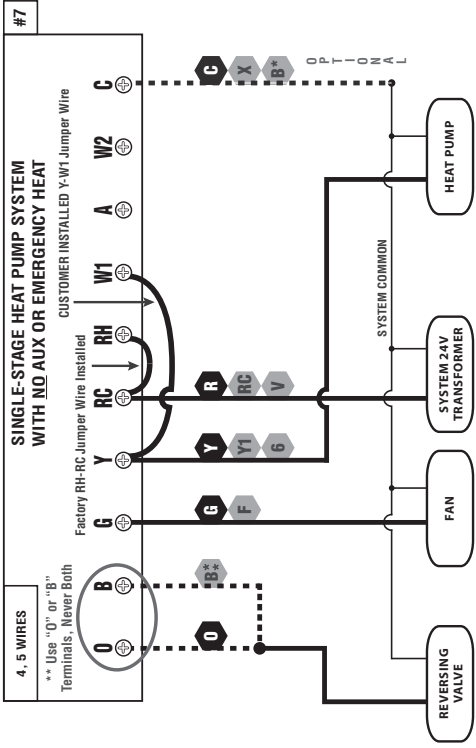 4, 5 WIRES
SINGLE-STAGE HEAT PUMP SYSTEM
WITH NO AUX OR EMERGENCY HEAT
#7
** Use "O" or "B"
Terminals, Never Both
Factory RH-RC Jumper Wire Installed
CUSTOMER INSTALLED Y-W1 Jumper Wire
O B G Y RC RH W1 A W2 C
O B* G Y R C
F Y1 RC X
6 V B*
OPTIONAL
SYSTEM COMMON
REVERSING
VALVE
FAN
SYSTEM 24V
TRANSFORMER
HEAT PUMP